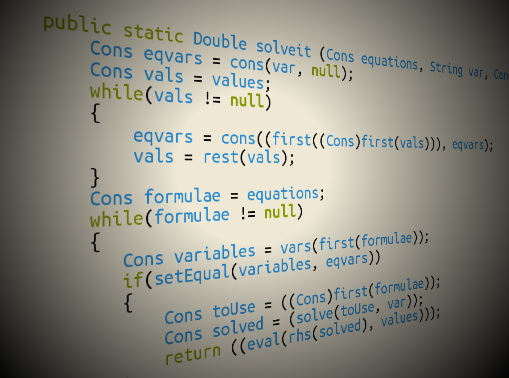 public static Double solveit (Cons equations, String var, Con
Cons eqvars = cons(var, null);
Cons vals = values;
while(vals != null)
{
eqvars = cons((first((Cons)first(vals))), eqvars);
vals = rest(vals);
}
Cons formulae = equations;
while(formulae != null)
{
Cons variables = vars(first(formulae));
if(setEqual(variables, eqvars))
{
Cons toUse = ((Cons)first(formulae));
Cons solved = (solve(toUse, var));
return ((eval(rhs(solved), values)));